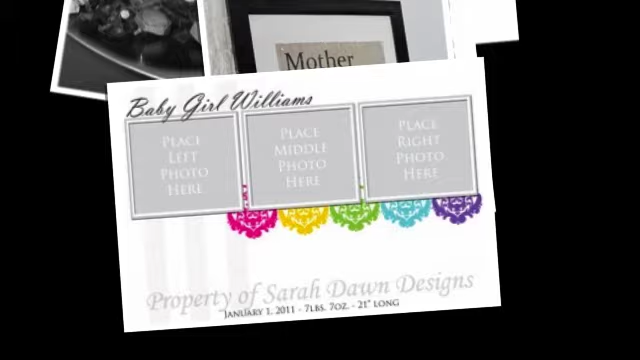 Mother
Baby Girl Williams
PLACE
LEFT
PHOTO
HERE
PLACE
MIDDLE
PHOTO
HERE
PLACE
RIGHT
PHOTO
HERE
Property of Sarah Dawn Designs
JANUARY 1, 2011 - 7LBS. 7OZ. - 21" LONG